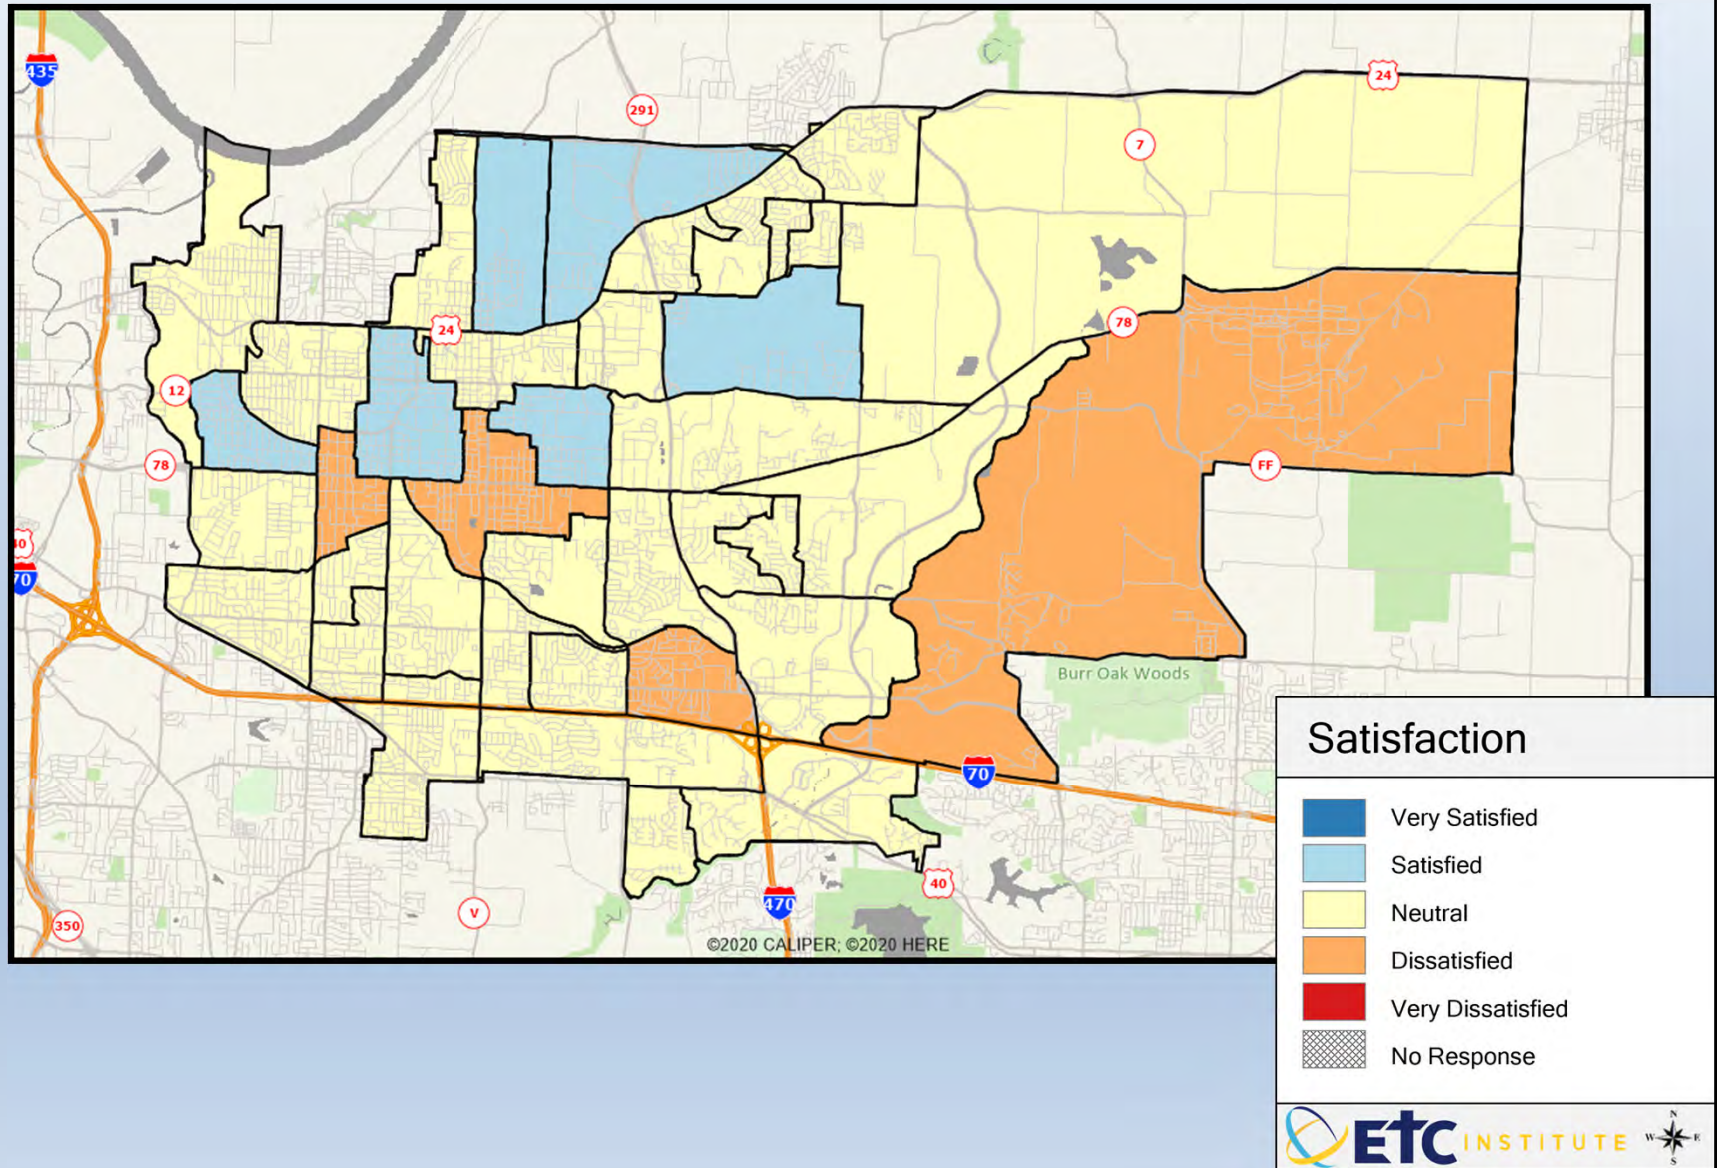 435
291
24
7
24
78
12
78
FF
40
70
Burr Oak Woods
70
40
470
V
350
©2020 CALIPER; ©2020 HERE
Satisfaction
Very Satisfied
Satisfied
Neutral
Dissatisfied
Very Dissatisfied
No Response
ETC INSTITUTE
N
W E
S